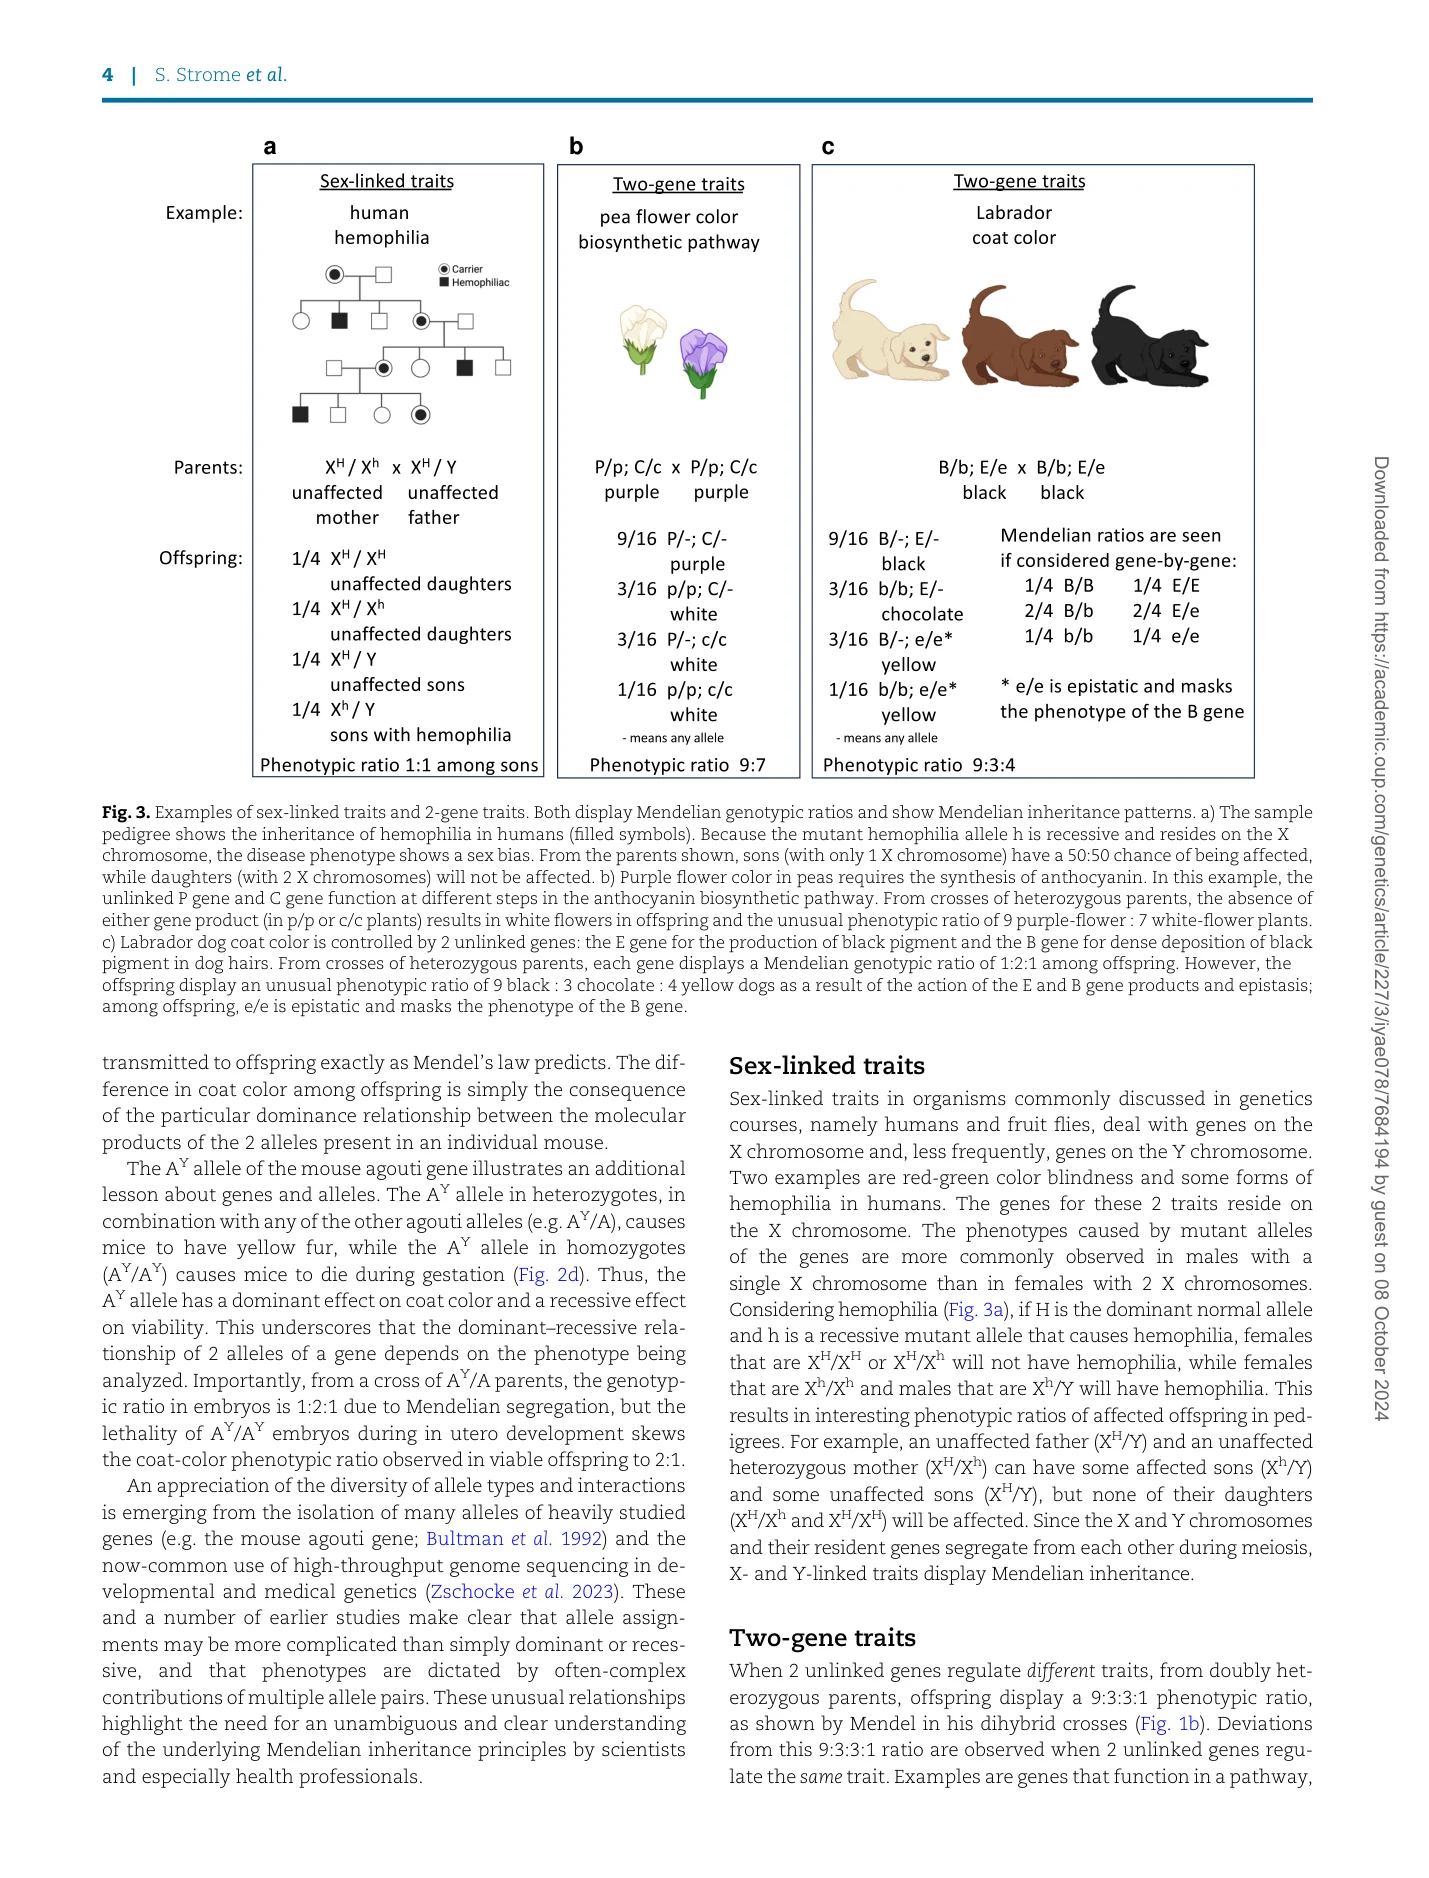 4 | S. Strome et al.
a
b
c
Sex-linked traits
Two-gene traits
Two-gene traits
Example:
human
hemophilia
pea flower color
biosynthetic pathway
Labrador
coat color
Carrier
Hemophiliac
Parents:
Xᴴ / Xʰ x Xᴴ / Y
unaffected unaffected
mother father
P/p; C/c x P/p; C/c
purple purple
B/b; E/e x B/b; E/e
black black
Offspring:
1/4 Xᴴ / Xᴴ
unaffected daughters
1/4 Xᴴ / Xʰ
unaffected daughters
1/4 Xᴴ / Y
unaffected sons
1/4 Xʰ / Y
sons with hemophilia
Phenotypic ratio 1:1 among sons
9/16 P/-; C/-
purple
3/16 p/p; C/-
white
3/16 P/-; c/c
white
1/16 p/p; c/c
white
- means any allele
Phenotypic ratio 9:7
9/16 B/-; E/-
black
3/16 b/b; E/-
chocolate
3/16 B/-; e/e*
yellow
1/16 b/b; e/e*
yellow
- means any allele
Phenotypic ratio 9:3:4
Mendelian ratios are seen
if considered gene-by-gene:
1/4 B/B 1/4 E/E
2/4 B/b 2/4 E/e
1/4 b/b 1/4 e/e
* e/e is epistatic and masks
the phenotype of the B gene
Fig. 3. Examples of sex-linked traits and 2-gene traits. Both display Mendelian genotypic ratios and show Mendelian inheritance patterns. a) The sample
pedigree shows the inheritance of hemophilia in humans (filled symbols). Because the mutant hemophilia allele h is recessive and resides on the X
chromosome, the disease phenotype shows a sex bias. From the parents shown, sons (with only 1 X chromosome) have a 50:50 chance of being affected,
while daughters (with 2 X chromosomes) will not be affected. b) Purple flower color in peas requires the synthesis of anthocyanin. In this example, the
unlinked P gene and C gene function at different steps in the anthocyanin biosynthetic pathway. From crosses of heterozygous parents, the absence of
either gene product (in p/p or c/c plants) results in white flowers in offspring and the unusual phenotypic ratio of 9 purple-flower : 7 white-flower plants.
c) Labrador dog coat color is controlled by 2 unlinked genes: the E gene for the production of black pigment and the B gene for dense deposition of black
pigment in dog hairs. From crosses of heterozygous parents, each gene displays a Mendelian genotypic ratio of 1:2:1 among offspring. However, the
offspring display an unusual phenotypic ratio of 9 black : 3 chocolate : 4 yellow dogs as a result of the action of the E and B gene products and epistasis;
among offspring, e/e is epistatic and masks the phenotype of the B gene.
transmitted to offspring exactly as Mendel's law predicts. The dif-
ference in coat color among offspring is simply the consequence
of the particular dominance relationship between the molecular
products of the 2 alleles present in an individual mouse.
The Aʸ allele of the mouse agouti gene illustrates an additional
lesson about genes and alleles. The Aʸ allele in heterozygotes, in
combination with any of the other agouti alleles (e.g. Aʸ/A), causes
mice to have yellow fur, while the Aʸ allele in homozygotes
(Aʸ/Aʸ) causes mice to die during gestation (Fig. 2d). Thus, the
Aʸ allele has a dominant effect on coat color and a recessive effect
on viability. This underscores that the dominant–recessive rela-
tionship of 2 alleles of a gene depends on the phenotype being
analyzed. Importantly, from a cross of Aʸ/A parents, the genotyp-
ic ratio in embryos is 1:2:1 due to Mendelian segregation, but the
lethality of Aʸ/Aʸ embryos during in utero development skews
the coat-color phenotypic ratio observed in viable offspring to 2:1.
An appreciation of the diversity of allele types and interactions
is emerging from the isolation of many alleles of heavily studied
genes (e.g. the mouse agouti gene; Bultman et al. 1992) and the
now-common use of high-throughput genome sequencing in de-
velopmental and medical genetics (Zschocke et al. 2023). These
and a number of earlier studies make clear that allele assign-
ments may be more complicated than simply dominant or reces-
sive, and that phenotypes are dictated by often-complex
contributions of multiple allele pairs. These unusual relationships
highlight the need for an unambiguous and clear understanding
of the underlying Mendelian inheritance principles by scientists
and especially health professionals.
Sex-linked traits
Sex-linked traits in organisms commonly discussed in genetics
courses, namely humans and fruit flies, deal with genes on the
X chromosome and, less frequently, genes on the Y chromosome.
Two examples are red-green color blindness and some forms of
hemophilia in humans. The genes for these 2 traits reside on
the X chromosome. The phenotypes caused by mutant alleles
of the genes are more commonly observed in males with a
single X chromosome than in females with 2 X chromosomes.
Considering hemophilia (Fig. 3a), if H is the dominant normal allele
and h is a recessive mutant allele that causes hemophilia, females
that are Xᴴ/Xᴴ or Xᴴ/Xʰ will not have hemophilia, while females
that are Xʰ/Xʰ and males that are Xʰ/Y will have hemophilia. This
results in interesting phenotypic ratios of affected offspring in ped-
igrees. For example, an unaffected father (Xᴴ/Y) and an unaffected
heterozygous mother (Xᴴ/Xʰ) can have some affected sons (Xʰ/Y)
and some unaffected sons (Xᴴ/Y), but none of their daughters
(Xᴴ/Xʰ and Xᴴ/Xᴴ) will be affected. Since the X and Y chromosomes
and their resident genes segregate from each other during meiosis,
X- and Y-linked traits display Mendelian inheritance.
Two-gene traits
When 2 unlinked genes regulate different traits, from doubly het-
erozygous parents, offspring display a 9:3:3:1 phenotypic ratio,
as shown by Mendel in his dihybrid crosses (Fig. 1b). Deviations
from this 9:3:3:1 ratio are observed when 2 unlinked genes regu-
late the same trait. Examples are genes that function in a pathway,
Downloaded from https://academic.oup.com/genetics/article/227/3/iyae078/7684194 by guest on 08 October 2024